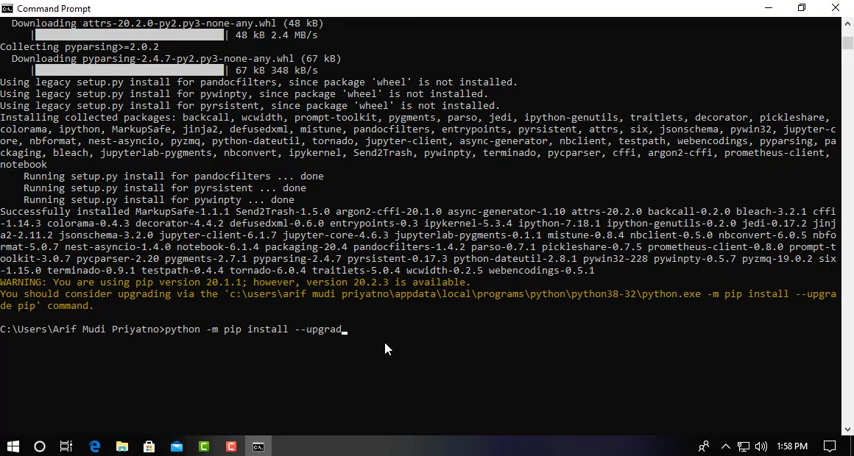 Command Prompt
Downloading attrs-20.2.0-py2.py3-none-any.whl (48 kB)
| | 48 kB 2.4 MB/s
Collecting pyparsing>=2.0.2
Downloading pyparsing-2.4.7-py2.py3-none-any.whl (67 kB)
| | 67 kB 348 kB/s
Using legacy setup.py install for pandocfilters, since package 'wheel' is not installed.
Using legacy setup.py install for pywinpty, since package 'wheel' is not installed.
Using legacy setup.py install for pyrsistent, since package 'wheel' is not installed.
Installing collected packages: backcall, wcwidth, prompt-toolkit, pygments, parso, jedi, ipython-genutils, traitlets, decorator, pickleshare,
colorama, ipython, MarkupSafe, jinja2, defusedxml, mistune, pandocfilters, entrypoints, pyrsistent, attrs, six, jsonschema, pywin32, jupyter-c
ore, nbformat, nest-asyncio, pyzmq, python-dateutil, tornado, jupyter-client, async-generator, nbclient, testpath, webencodings, pyparsing, pa
ckaging, bleach, jupyterlab-pygments, nbconvert, ipykernel, Send2Trash, pywinpty, terminado, pycparser, cffi, argon2-cffi, prometheus-client,
notebook
Running setup.py install for pandocfilters ... done
Running setup.py install for pyrsistent ... done
Running setup.py install for pywinpty ... done
Successfully installed MarkupSafe-1.1.1 Send2Trash-1.5.0 argon2-cffi-20.1.0 async-generator-1.10 attrs-20.2.0 backcall-0.2.0 bleach-3.2.1 cffi
-1.14.3 colorama-0.4.3 decorator-4.4.2 defusedxml-0.6.0 entrypoints-0.3 ipykernel-5.3.4 ipython-7.18.1 ipython-genutils-0.2.0 jedi-0.17.2 jinj
a2-2.11.2 jsonschema-3.2.0 jupyter-client-6.1.7 jupyter-core-4.6.3 jupyterlab-pygments-0.1.1 mistune-0.8.4 nbclient-0.5.0 nbconvert-6.0.5 nbfo
rmat-5.0.7 nest-asyncio-1.4.0 notebook-6.1.4 packaging-20.4 pandocfilters-1.4.2 parso-0.7.1 pickleshare-0.7.5 prometheus-client-0.8.0 prompt-t
oolkit-3.0.7 pycparser-2.20 pygments-2.7.1 pyparsing-2.4.7 pyrsistent-0.17.3 python-dateutil-2.8.1 pywin32-228 pywinpty-0.5.7 pyzmq-19.0.2 six
-1.15.0 terminado-0.9.1 testpath-0.4.4 tornado-6.0.4 traitlets-5.0.4 wcwidth-0.2.5 webencodings-0.5.1
WARNING: You are using pip version 20.1.1; however, version 20.2.3 is available.
You should consider upgrading via the 'c:\users\arif mudi priyatno\appdata\local\programs\python\python38-32\python.exe -m pip install --upgra
de pip' command.
C:\Users\Arif Mudi Priyatno>python -m pip install --upgrad
1:58 PM